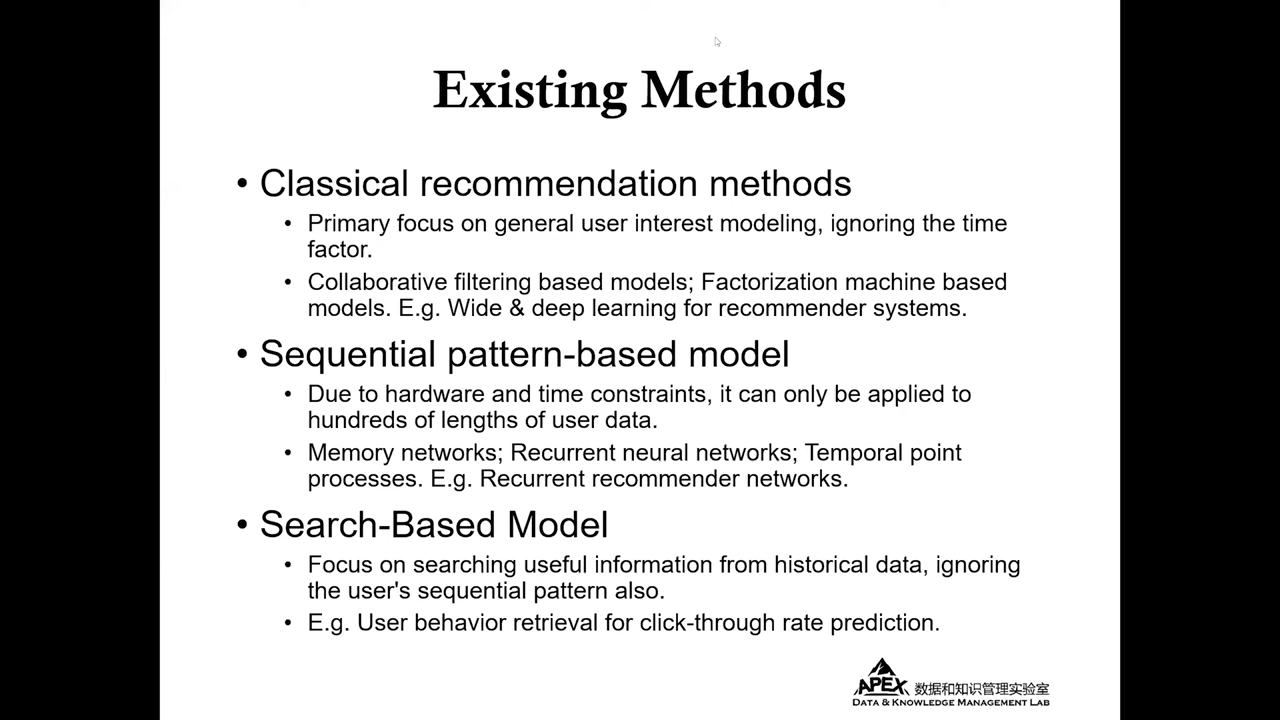 Existing Methods
• Classical recommendation methods
• Primary focus on general user interest modeling, ignoring the time
factor.
• Collaborative filtering based models; Factorization machine based
models. E.g. Wide & deep learning for recommender systems.
• Sequential pattern-based model
• Due to hardware and time constraints, it can only be applied to
hundreds of lengths of user data.
• Memory networks; Recurrent neural networks; Temporal point
processes. E.g. Recurrent recommender networks.
• Search-Based Model
• Focus on searching useful information from historical data, ignoring
the user's sequential pattern also.
• E.g. User behavior retrieval for click-through rate prediction.
APEX 数据和知识管理实验室
DATA & KNOWLEDGE MANAGEMENT LAB